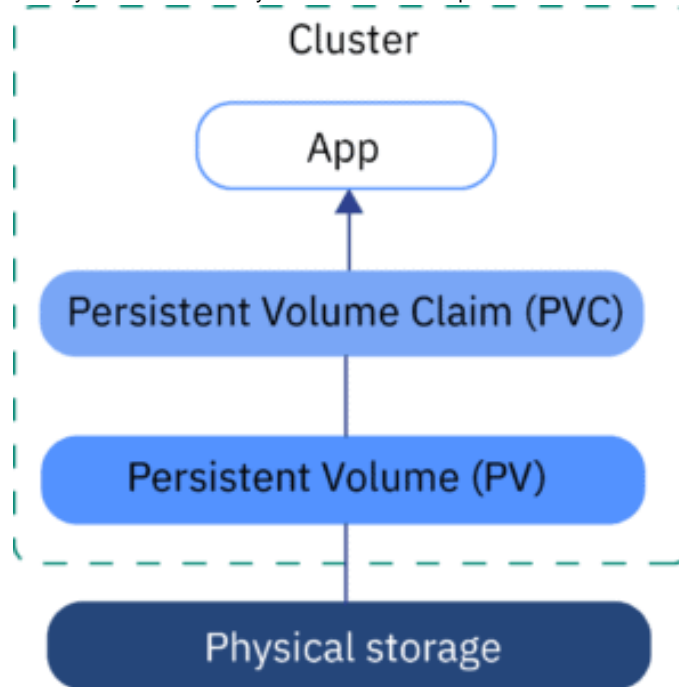 Cluster
App
Persistent Volume Claim (PVC)
Persistent Volume (PV)
Physical storage